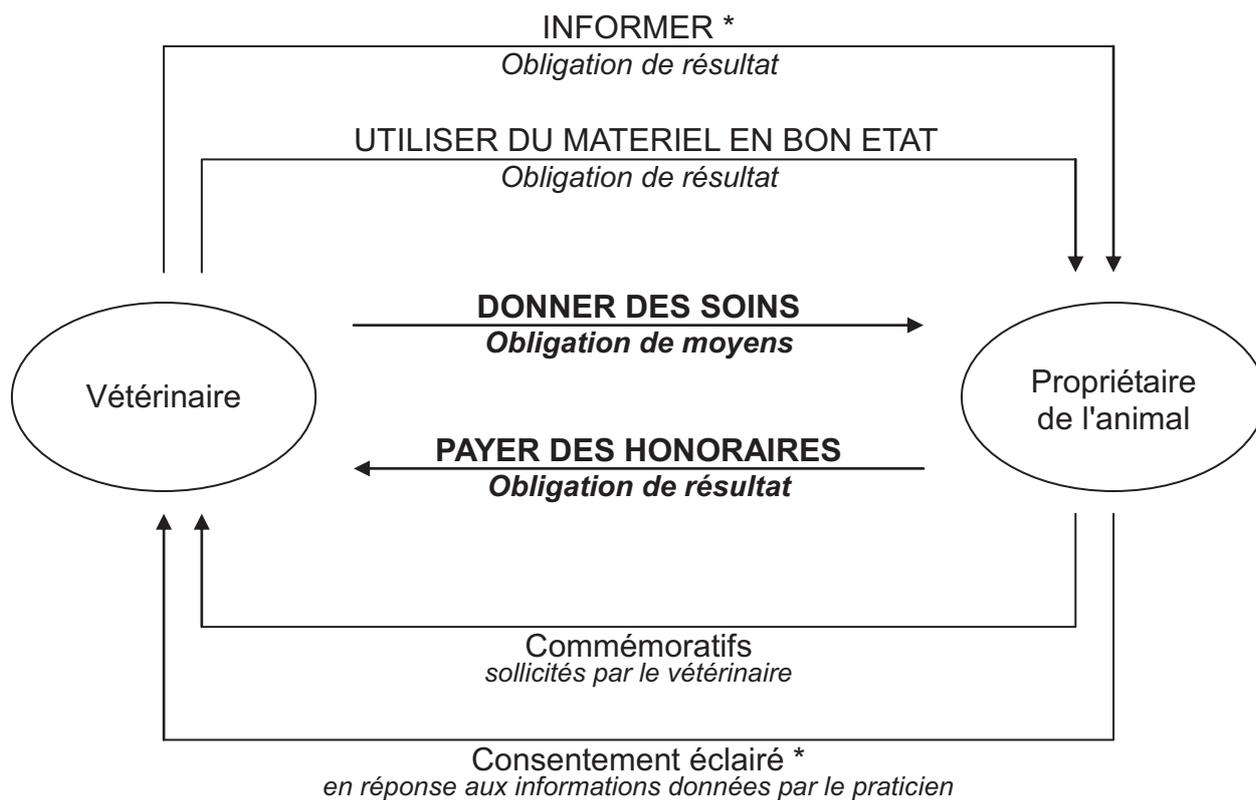 INFORMER *
Obligation de résultat
UTILISER DU MATERIEL EN BON ETAT
Obligation de résultat
DONNER DES SOINS
Obligation de moyens
Vétérinaire
Propriétaire
de l'animal
PAYER DES HONORAIRES
Obligation de résultat
Commémoratifs
sollicités par le vétérinaire
Consentement éclairé *
en réponse aux informations données par le praticien